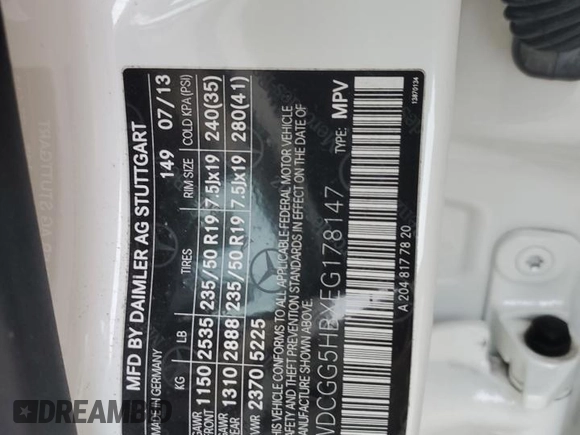 MFD BY DAIMLER AG STUTTGART
MADE IN GERMANY 149 07/13
KG LB TIRES RIM SIZE COLD KPA (PSI)
GAWR FRONT 1150 2535 235/50 R19 7.5Jx19 240(35)
GAWR REAR 1310 2888 235/50 R19 7.5Jx19 280(41)
GVWR 2370 5225
THIS VEHICLE CONFORMS TO ALL APPLICABLE FEDERAL MOTOR VEHICLE
SAFETY AND BUMPER STANDARDS IN EFFECT ON THE DATE OF
MANUFACTURE SHOWN ABOVE.
TYPE: MPV
WDCGG5HBXEG178147
A 204 817 78 20
13870134
DREAMBID